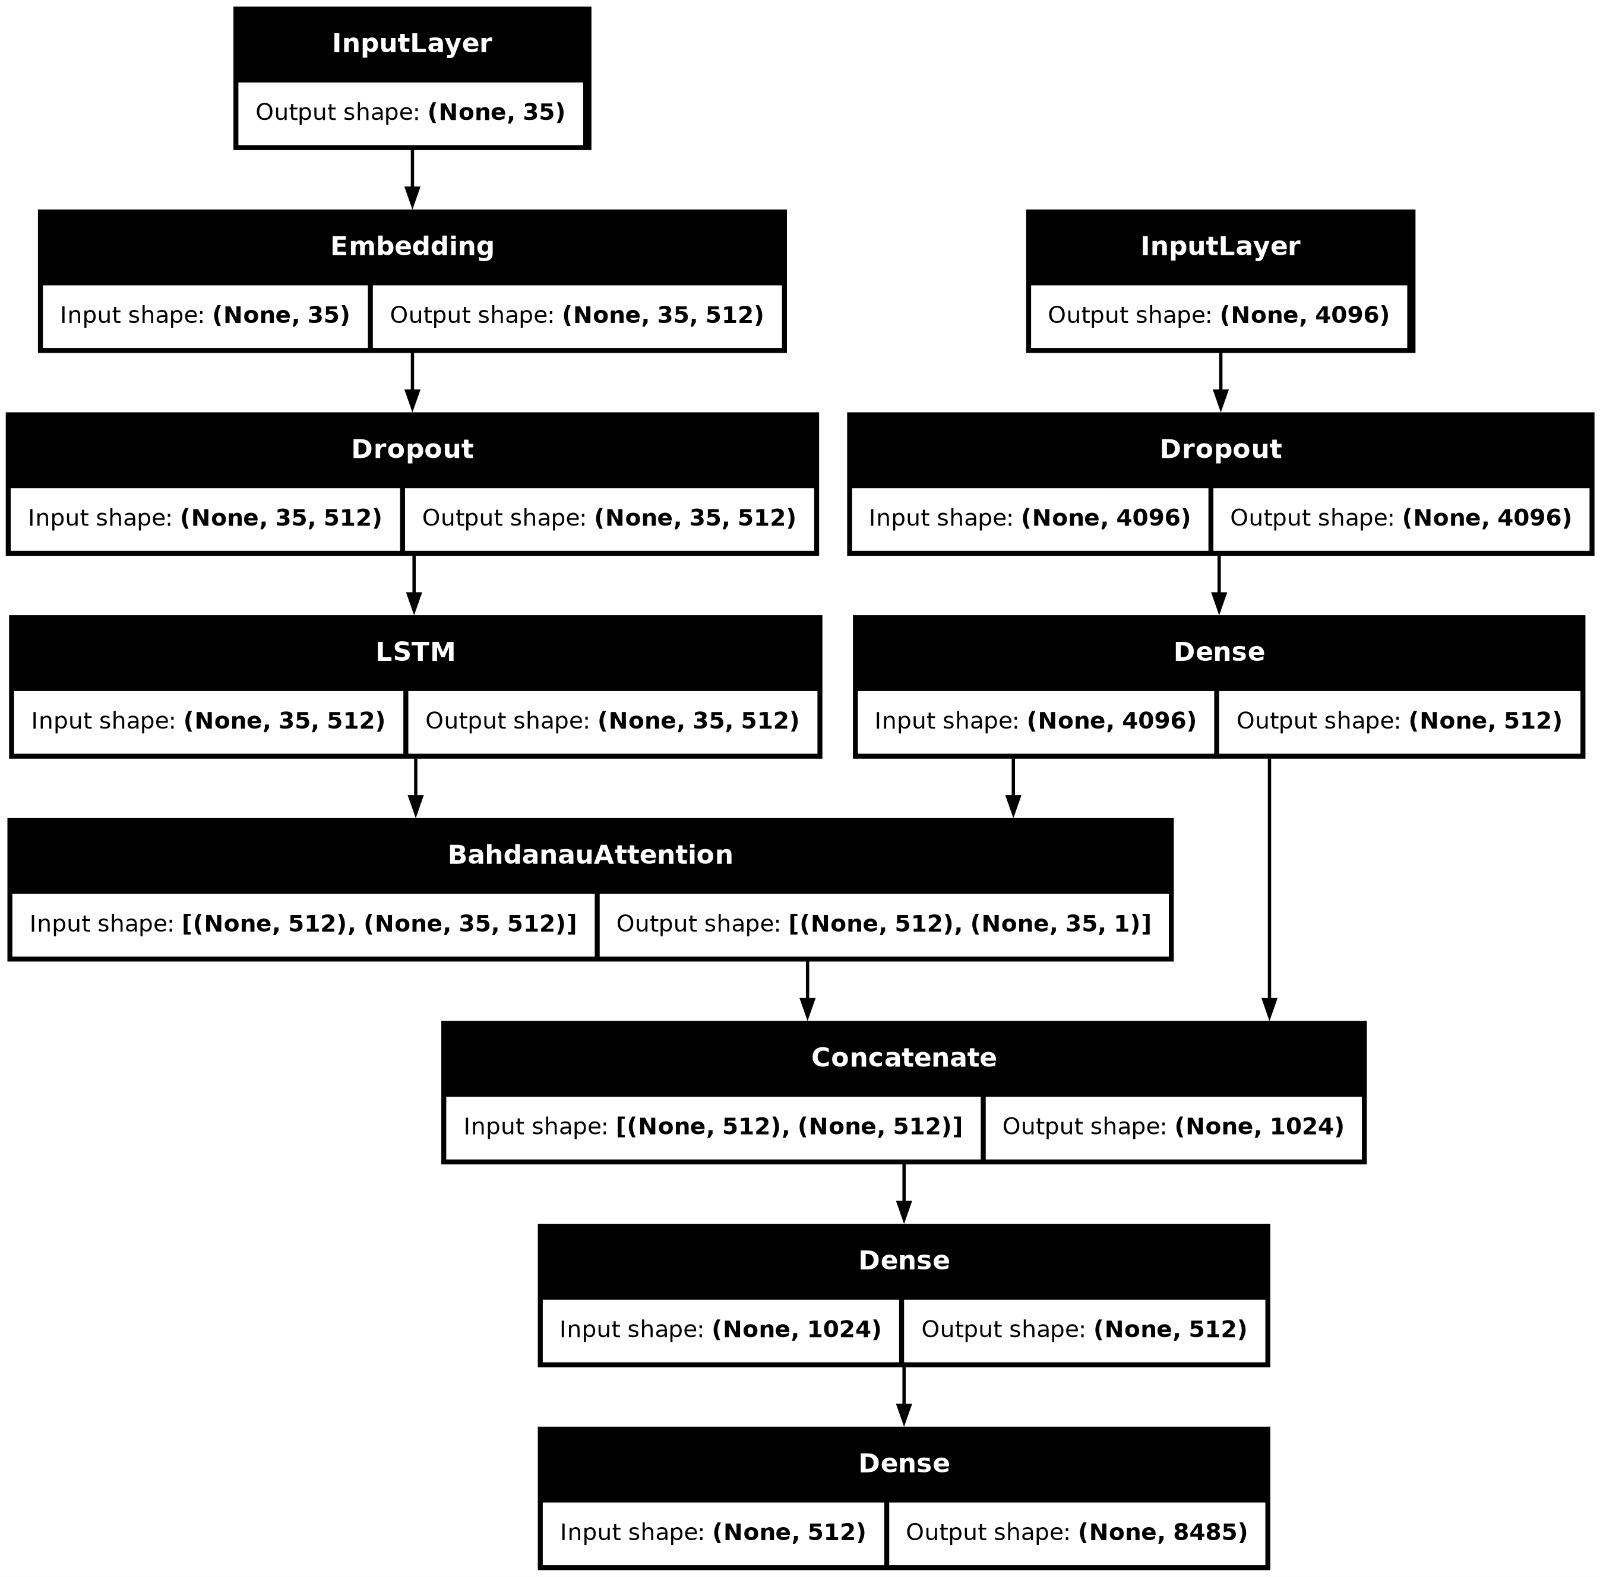 InputLayer
Output shape: (None, 35)
Embedding
Input shape: (None, 35) Output shape: (None, 35, 512)
InputLayer
Output shape: (None, 4096)
Dropout
Input shape: (None, 35, 512) Output shape: (None, 35, 512)
Dropout
Input shape: (None, 4096) Output shape: (None, 4096)
LSTM
Input shape: (None, 35, 512) Output shape: (None, 35, 512)
Dense
Input shape: (None, 4096) Output shape: (None, 512)
BahdanauAttention
Input shape: [(None, 512), (None, 35, 512)] Output shape: [(None, 512), (None, 35, 1)]
Concatenate
Input shape: [(None, 512), (None, 512)] Output shape: (None, 1024)
Dense
Input shape: (None, 1024) Output shape: (None, 512)
Dense
Input shape: (None, 512) Output shape: (None, 8485)